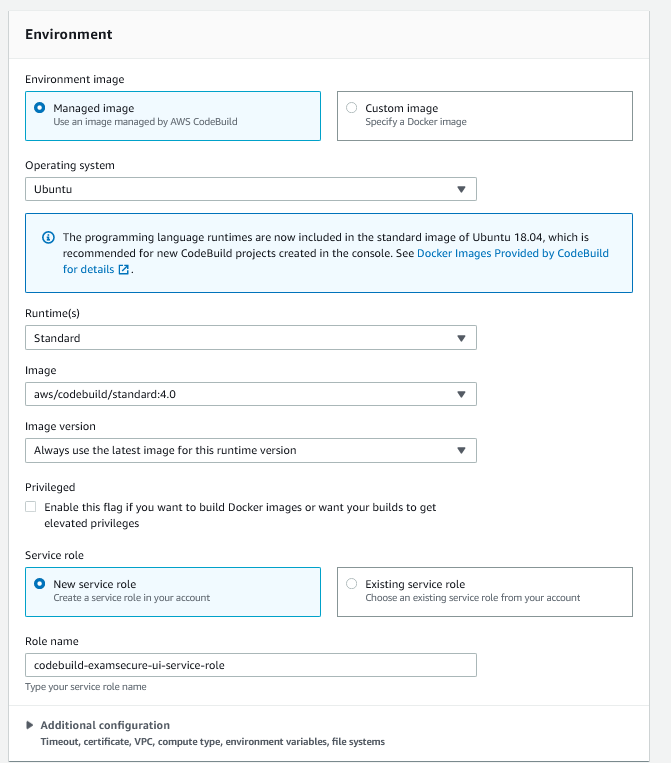 Environment
Environment image
Managed image
Use an image managed by AWS CodeBuild
Custom image
Specify a Docker image
Operating system
Ubuntu
The programming language runtimes are now included in the standard image of Ubuntu 18.04, which is
recommended for new CodeBuild projects created in the console. See Docker Images Provided by CodeBuild
for details .
Runtime(s)
Standard
Image
aws/codebuild/standard:4.0
Image version
Always use the latest image for this runtime version
Privileged
Enable this flag if you want to build Docker images or want your builds to get
elevated privileges
Service role
New service role
Create a service role in your account
Existing service role
Choose an existing service role from your account
Role name
codebuild-examsecure-ui-service-role
Type your service role name
Additional configuration
Timeout, certificate, VPC, compute type, environment variables, file systems